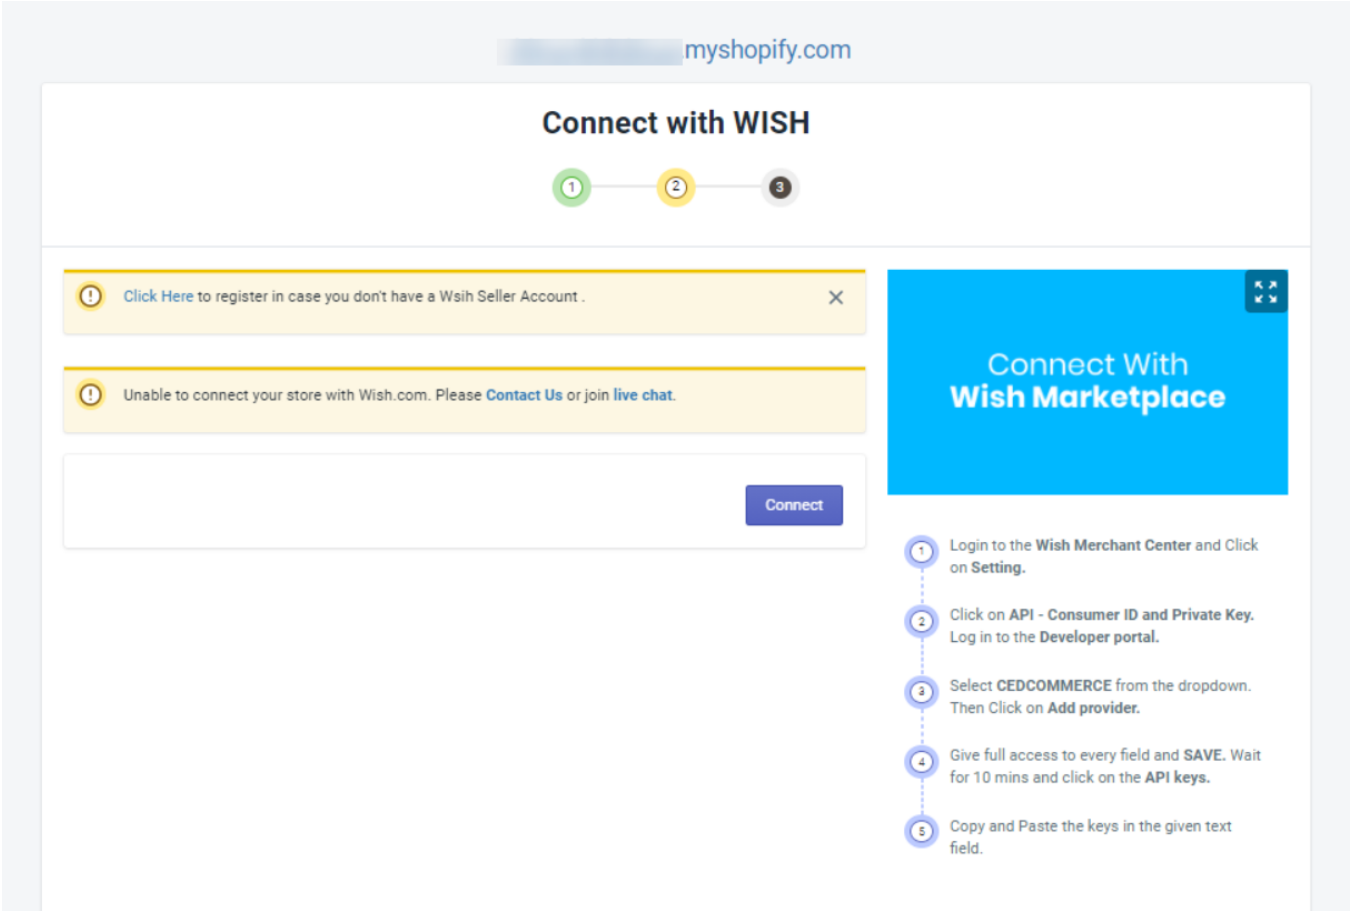 .myshopify.com
Connect with WISH
1
2
3
Click Here to register in case you don't have a Wsih Seller Account .
Unable to connect your store with Wish.com. Please Contact Us or join live chat.
Connect
Connect With
Wish Marketplace
1
Login to the Wish Merchant Center and Click
on Setting.
2
Click on API - Consumer ID and Private Key.
Log in to the Developer portal.
3
Select CEDCOMMERCE from the dropdown.
Then Click on Add provider.
4
Give full access to every field and SAVE. Wait
for 10 mins and click on the API keys.
5
Copy and Paste the keys in the given text
field.